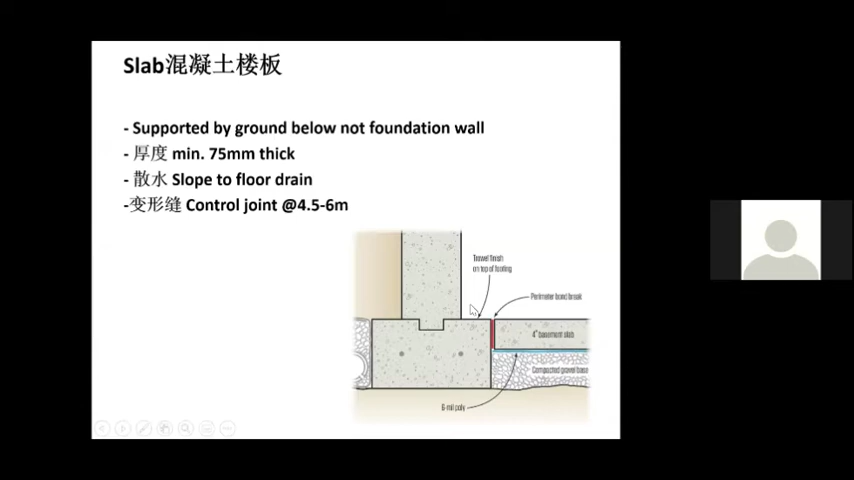 Slab混凝土楼板
- Supported by ground below not foundation wall
- 厚度 min. 75mm thick
- 散水 Slope to floor drain
-变形缝 Control joint @4.5-6m
Trowel finish
on top of footing
Perimeter bond break
4" basement slab
Compacted gravel base
6 mil poly